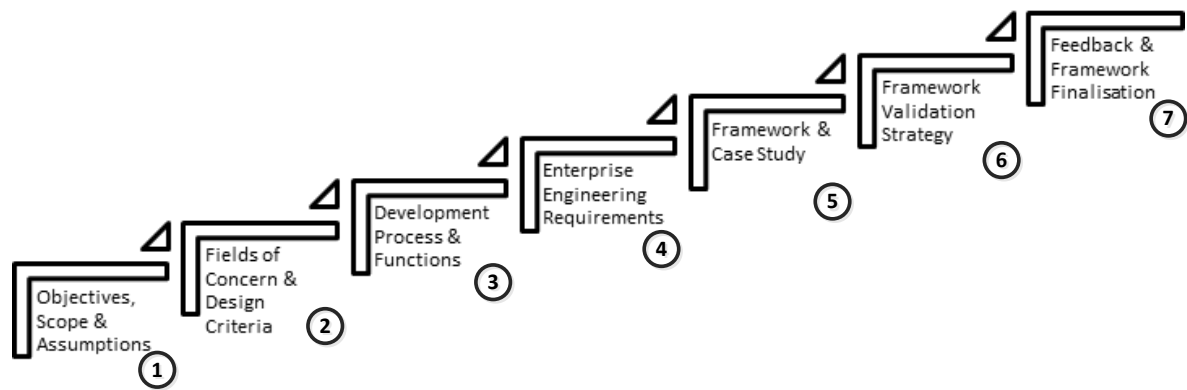 Objectives,
Scope &
Assumptions
1
Fields of
Concern &
Design
Criteria
2
Development
Process &
Functions
3
Enterprise
Engineering
Requirements
4
Framework &
Case Study
5
Framework
Validation
Strategy
6
Feedback &
Framework
Finalisation
7